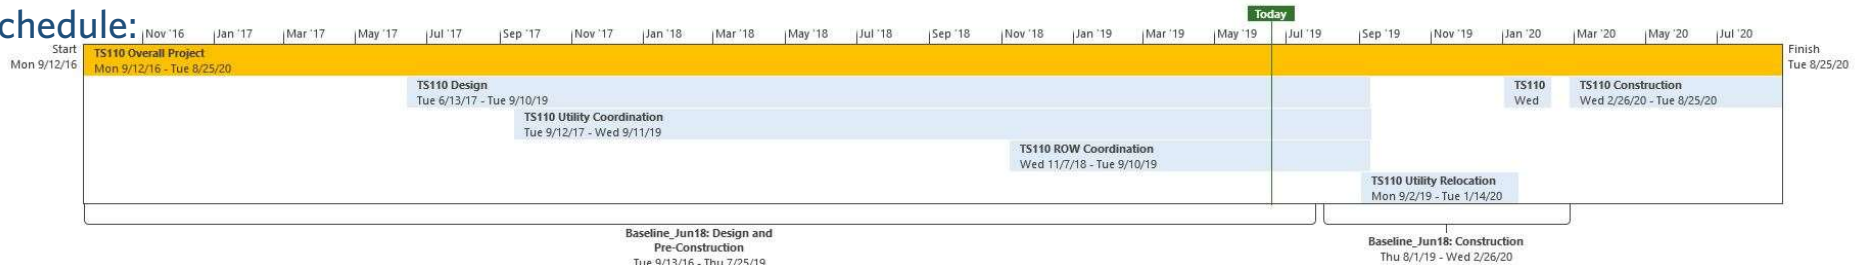 chedule:
Today
Nov '16 Jan '17 Mar '17 May '17 Jul '17 Sep '17 Nov '17 Jan '18 Mar '18 May '18 Jul '18 Sep '18 Nov '18 Jan '19 Mar '19 May '19 Jul '19 Sep '19 Nov '19 Jan '20 Mar '20 May '20 Jul '20
Start
Mon 9/12/16
TS110 Overall Project
Mon 9/12/16 - Tue 8/25/20
Finish
Tue 8/25/20
TS110 Design
Tue 6/13/17 - Tue 9/10/19
TS110
Wed
TS110 Construction
Wed 2/26/20 - Tue 8/25/20
TS110 Utility Coordination
Tue 9/12/17 - Wed 9/11/19
TS110 ROW Coordination
Wed 11/7/18 - Tue 9/10/19
TS110 Utility Relocation
Mon 9/2/19 - Tue 1/14/20
Baseline_Jun18: Design and
Pre-Construction
Tue 9/13/16 - Thu 7/25/19
Baseline_Jun18: Construction
Thu 8/1/19 - Wed 2/26/20